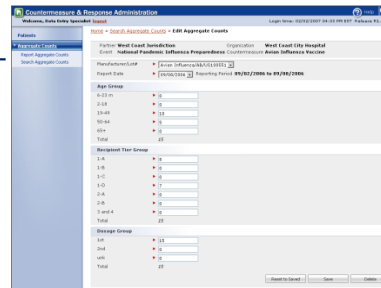 Countermeasure & Response Administration
Help
Welcome, Data Entry Specialist Logout
Login time: 02/02/2007 04:03 PM EST
Patients
Aggregate Counts
Report Aggregate Counts
Search Aggregate Counts
Home » Search Aggregate Counts » Edit Aggregate Counts
Partner West Coast Jurisdiction Organization West Coast City Hospital
Event National Pandemic Influenza Preparedness Countermeasure Avian Influenza Vaccine
Manufacturer/Lot#
Report Date 09/08/2006 Reporting Period 09/02/2006 to 09/08/2006
Age Group
6-23 m
2-18
19-49
50-64
65+
Total
Recipient Tier Group
1-A
1-B
1-C
1-D
2-A
2-B
3 and 4
Total
Dosage Group
1st
2nd
unk
Total
Reset to Saved Save Delete